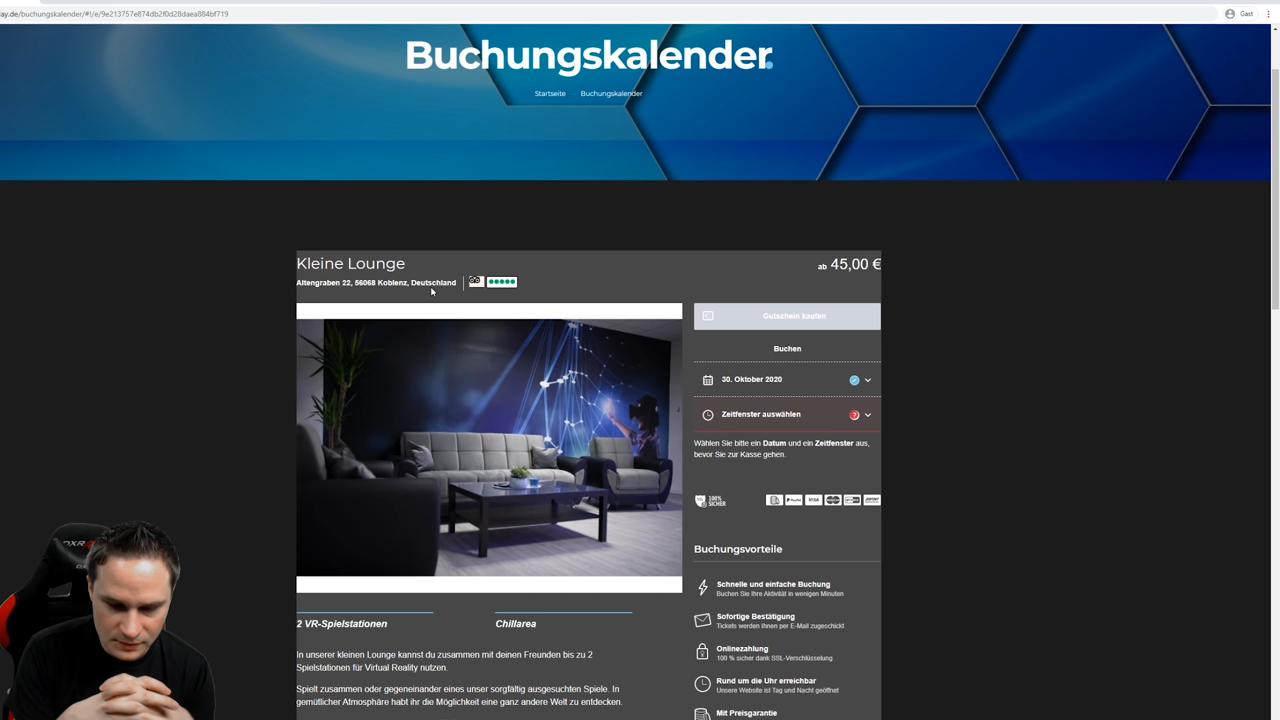 ay.de/buchungskalender/#!/e/9e213757e874db2f0d28daea884bf719
Gast
Buchungskalender.
Startseite Buchungskalender
Kleine Lounge
ab 45,00 €
Altengraben 22, 56068 Koblenz, Deutschland
Gutschein kaufen
Buchen
30. Oktober 2020
Zeitfenster auswählen
Wählen Sie bitte ein Datum und ein Zeitfenster aus,
bevor Sie zur Kasse gehen.
100%
SICHER
PayPal VISA
Buchungsvorteile
Schnelle und einfache Buchung
Buchen Sie Ihre Aktivität in wenigen Minuten
Sofortige Bestätigung
Tickets werden Ihnen per E-Mail zugeschickt
Onlinezahlung
100 % sicher dank SSL-Verschlüsselung
Rund um die Uhr erreichbar
Unsere Website ist Tag und Nacht geöffnet
Mit Preisgarantie
2 VR-Spielstationen
Chillarea
In unserer kleinen Lounge kannst du zusammen mit deinen Freunden bis zu 2
Spielstationen für Virtual Reality nutzen.
Spielt zusammen oder gegeneinander eines unser sorgfältig ausgesuchten Spiele. In
gemütlicher Atmosphäre habt ihr die Möglichkeit eine ganz andere Welt zu entdecken.